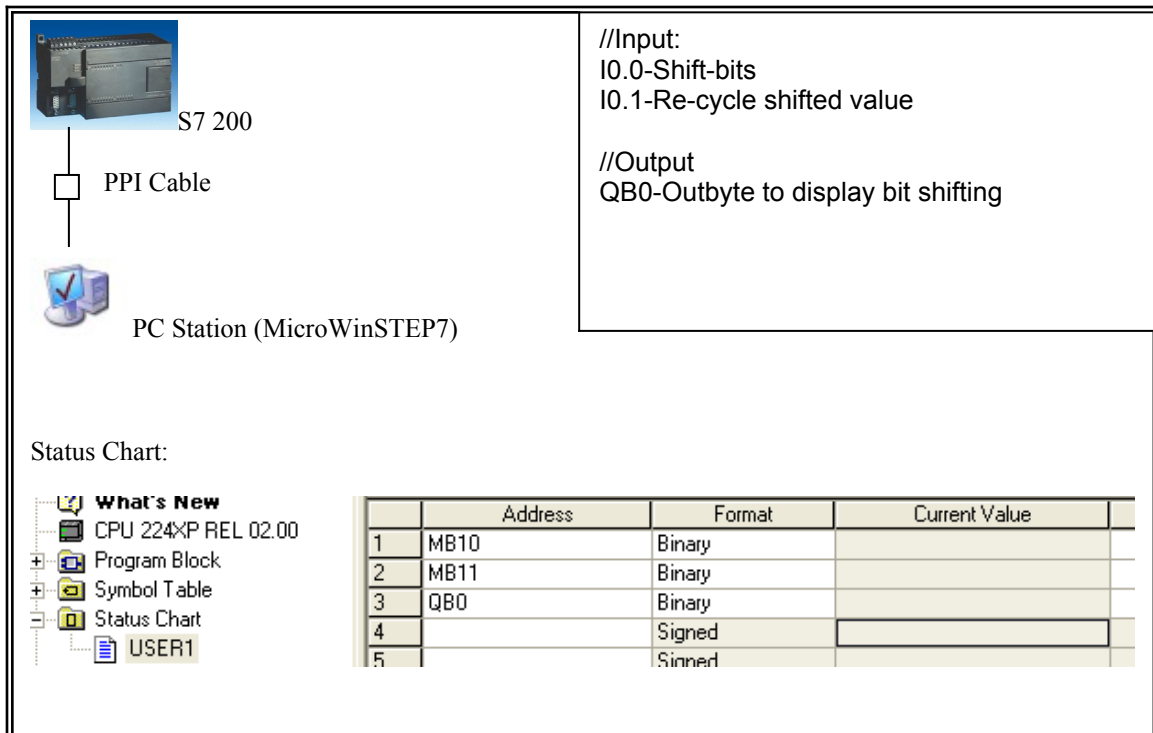 S7 200
PPI Cable
PC Station (MicroWinSTEP7)
//Input:
I0.0-Shift-bits
I0.1-Re-cycle shifted value
//Output
QB0-Outbyte to display bit shifting
Status Chart:
What's New
CPU 224XP REL 02.00
Program Block
Symbol Table
Status Chart
USER1
Address Format Current Value
1 MB10 Binary
2 MB11 Binary
3 QB0 Binary
4 Signed
5 Signed